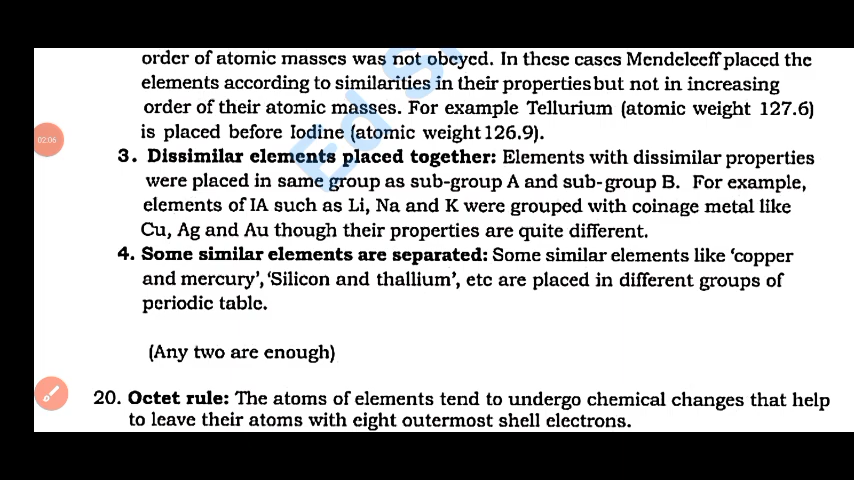 order of atomic masses was not obeyed. In these cases Mendeleeff placed the
elements according to similarities in their properties but not in increasing
order of their atomic masses. For example Tellurium (atomic weight 127.6)
is placed before Iodine (atomic weight 126.9).
02:06
3. Dissimilar elements placed together: Elements with dissimilar properties
were placed in same group as sub-group A and sub-group B. For example,
elements of IA such as Li, Na and K were grouped with coinage metal like
Cu, Ag and Au though their properties are quite different.
4. Some similar elements are separated: Some similar elements like ‘copper
and mercury’, ‘Silicon and thallium’, etc are placed in different groups of
periodic table.
(Any two are enough)
20. Octet rule: The atoms of elements tend to undergo chemical changes that help
to leave their atoms with eight outermost shell electrons.
Ed